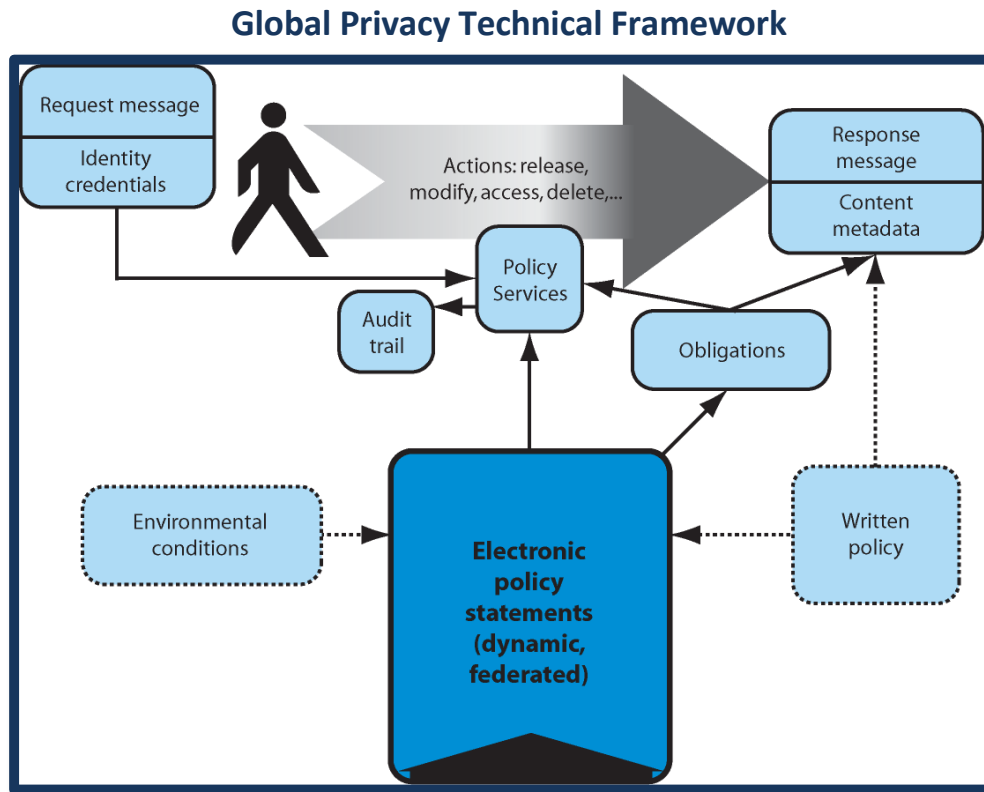 Global Privacy Technical Framework
Request message
Identity
credentials
Actions: release,
modify, access, delete,...
Response
message
Content
metadata
Policy
Services
Audit
trail
Obligations
Environmental
conditions
Written
policy
Electronic
policy
statements
(dynamic,
federated)